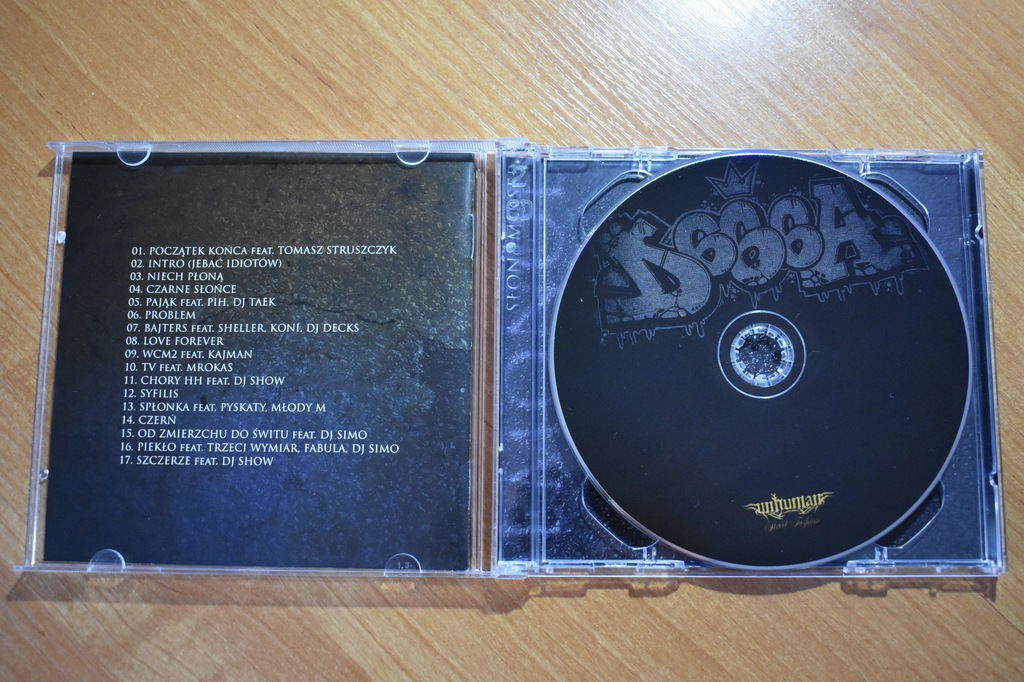 01. POCZĄTEK KOŃCA FEAT. TOMASZ STRUSZCZYK
02. INTRO (JEBAĆ IDIOTÓW)
03. NIECH PŁONĄ
04. CZARNE SŁOŃCE
05. PAJĄK FEAT. PIH, DJ TAEK
06. PROBLEM
07. BAJTERS FEAT. SHELLER, KONI, DJ DECKS
08. LOVE FOREVER
09. WCM2 FEAT. KAJMAN
10. TV FEAT. MROKAS
11. CHORY HH FEAT. DJ SHOW
12. SYFILIS
13. SPŁONKA FEAT. PYSKATY, MŁODY M
14. CZERŃ
15. OD ZMIERZCHU DO ŚWITU FEAT. DJ SIMO
16. PIEKŁO FEAT. TRZECI WYMIAR, FABULA, DJ SIMO
17. SZCZERZE FEAT. DJ SHOW
1.3
unhuman